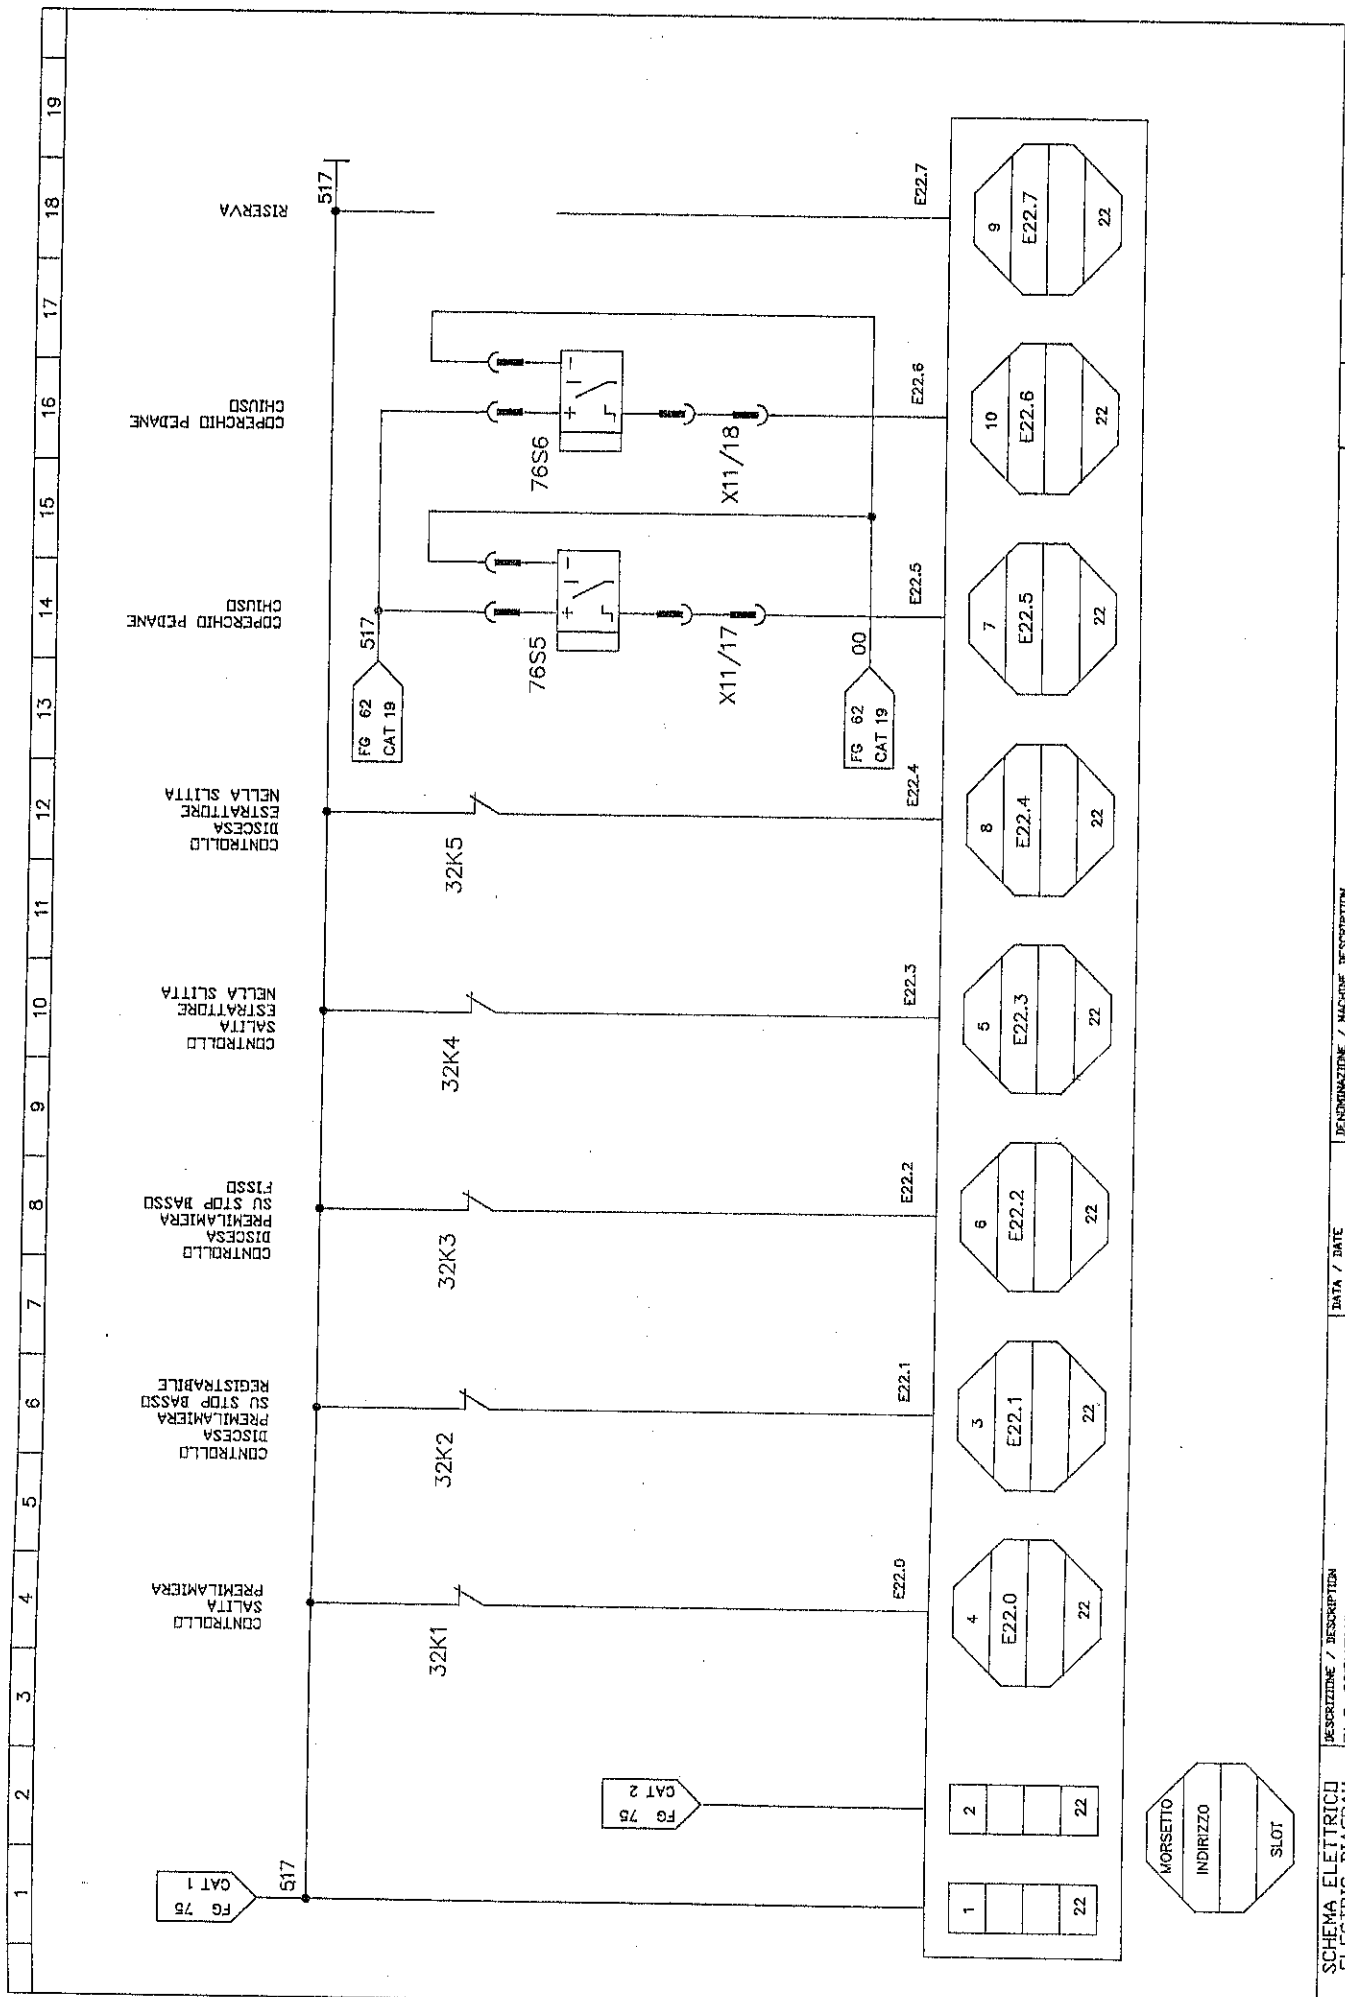 1 2 3 4 5 6 7 8 9 10 11 12 13 14 15 16 17 18 19
FG 75
CAT 1
517
FG 75
CAT 2
CONTROLLO
SALITA
PREMILAMIERA
32K1
E22.0
CONTROLLO
DISCESA
PREMILAMIERA
SU STOP BASSO
REGISTRABILE
32K2
E22.1
CONTROLLO
DISCESA
PREMILAMIERA
SU STOP BASSO
FISSO
32K3
E22.2
CONTROLLO
SALITA
ESTRATTORE
NELLA SLITTA
32K4
E22.3
CONTROLLO
DISCESA
ESTRATTORE
NELLA SLITTA
32K5
E22.4
FG 62
CAT 19
517
COPERCHIO PEDANE
CHIUSO
76S5
+ -
X11/17
E22.5
FG 62
CAT 19
00
COPERCHIO PEDANE
CHIUSO
76S6
+ -
X11/18
E22.6
RISERVA
517
E22.7
1
22
2
22
4
E22.0
22
3
E22.1
22
6
E22.2
22
5
E22.3
22
8
E22.4
22
7
E22.5
22
10
E22.6
22
9
E22.7
22
MORSETTO
INDIRIZZO
SLOT
SCHEMA ELETTRICO
ELECTRIC DIAGRAM
DESCRIZIONE / DESCRIPTION
DATA / DATE
DENOMINAZIONE / MACHINE DESCRIPTION